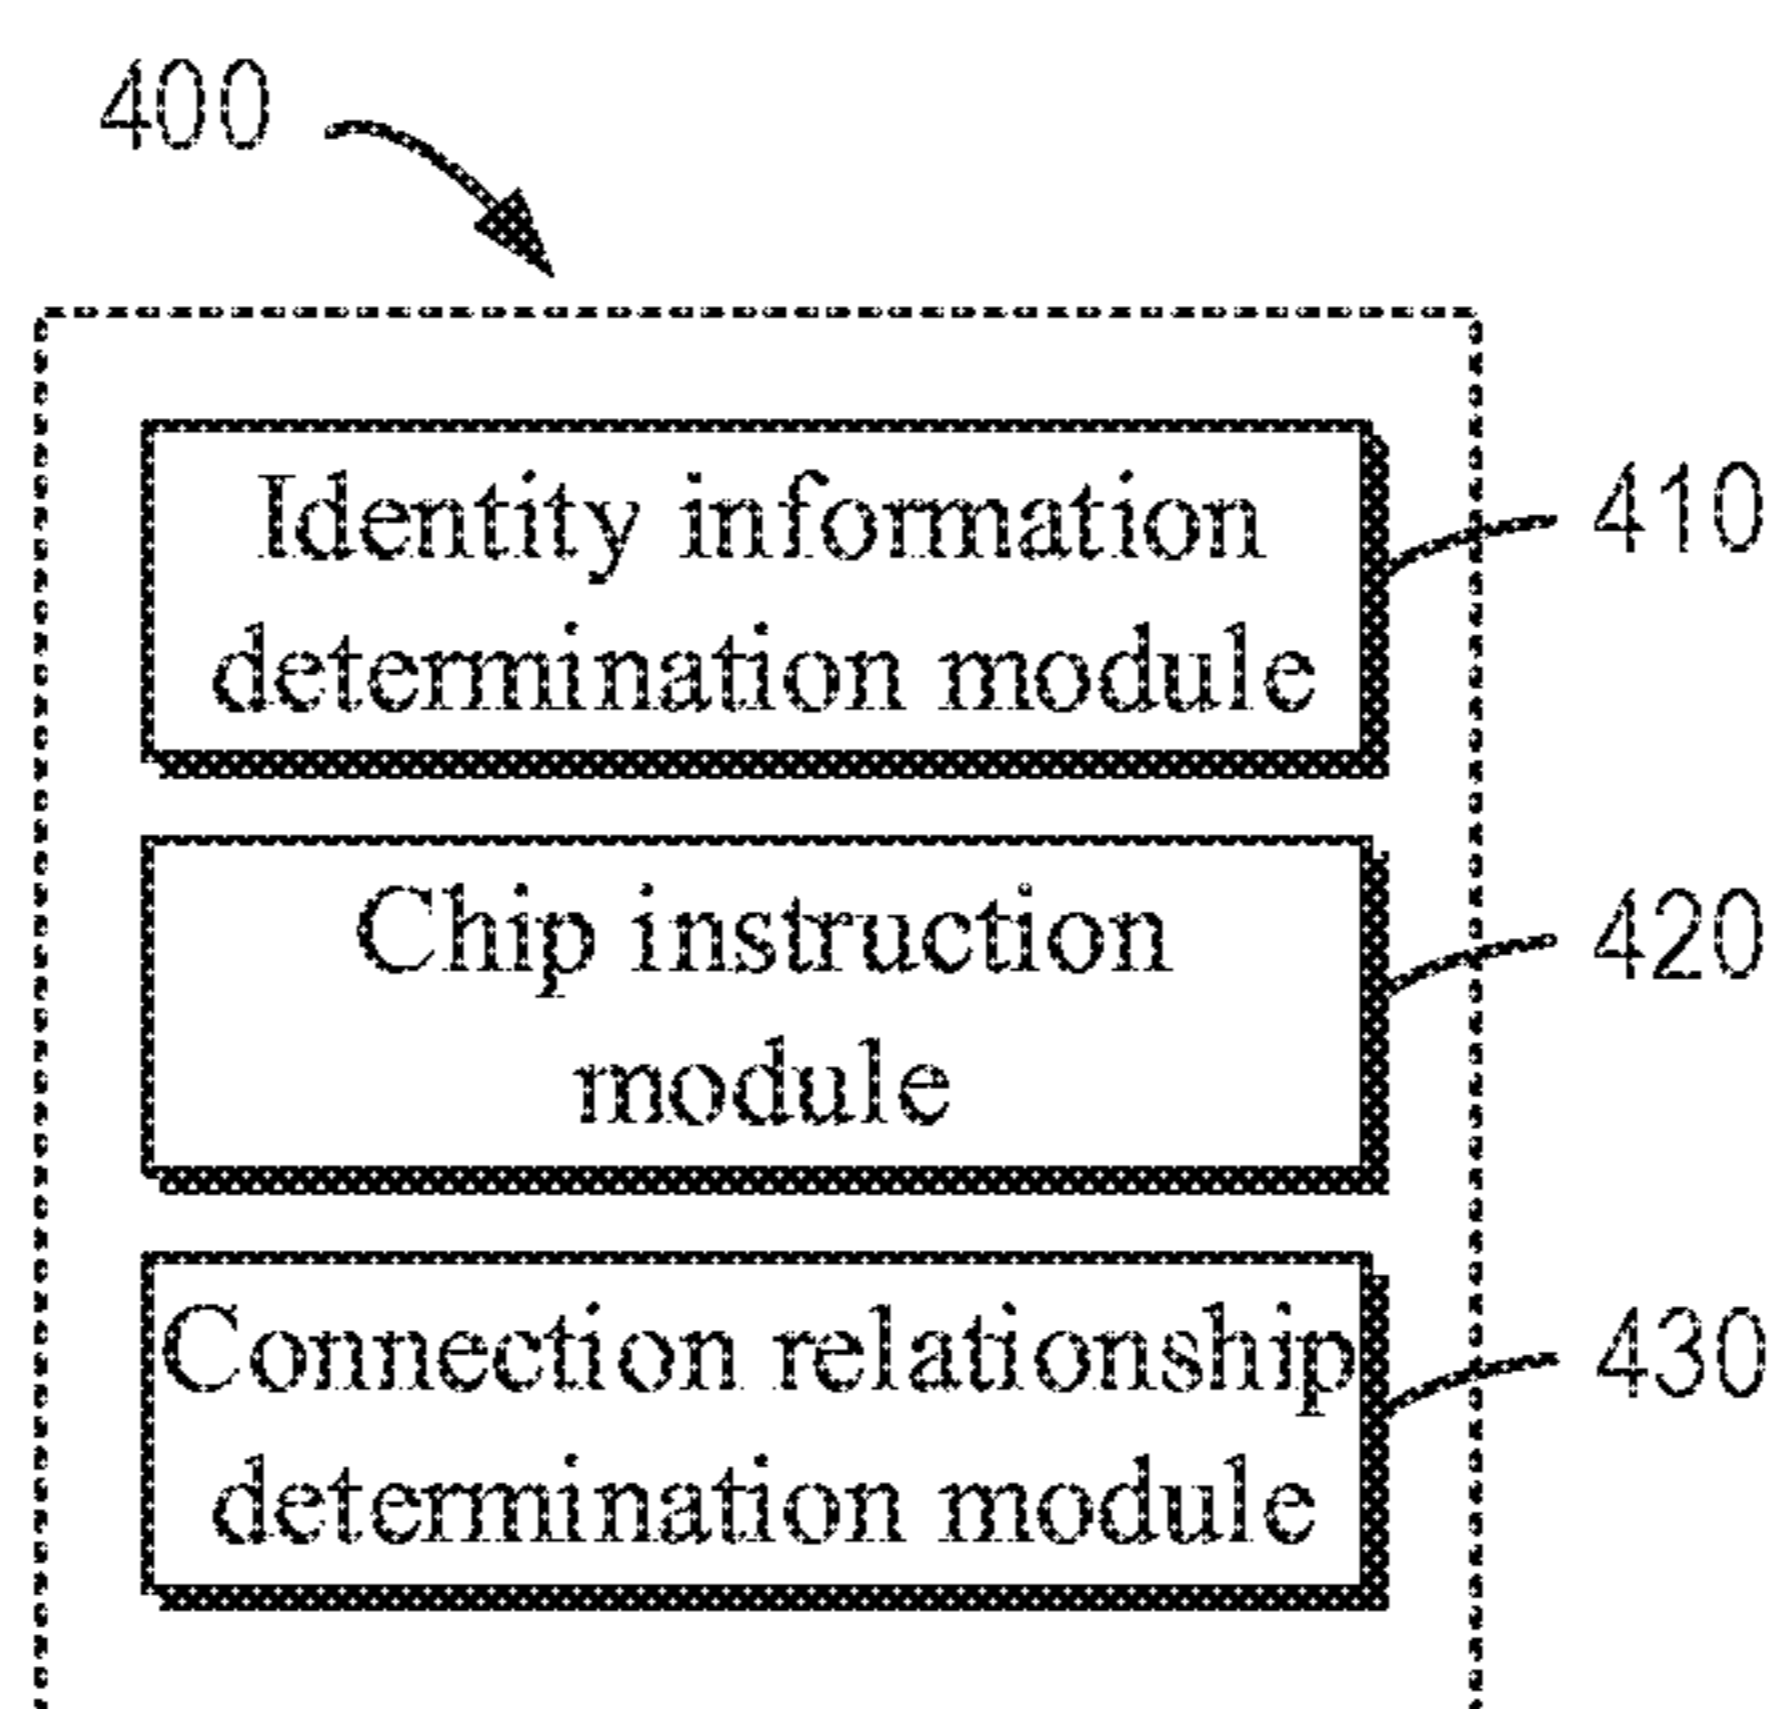 400
Identity information
determination module
410
Chip instruction
module
420
Connection relationship
determination module
430